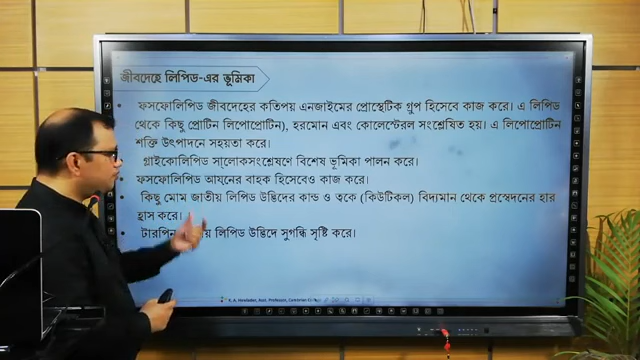 জীবদেহে লিপিড-এর ভূমিকা
ফসফোলিপিড জীবদেহের কতিপয় এনজাইমের প্রোস্থেটিক গ্রুপ হিসেবে কাজ করে। এ লিপিড
থেকে কিছু প্রোটিন লিপোপ্রোটিন), হরমোন এবং কোলেস্টেরল সংশ্লেষিত হয়। এ লিপোপ্রোটিন
শক্তি উৎপাদনে সহায়তা করে।
গ্লাইকোলিপিড সালোকসংশ্লেষণে বিশেষ ভূমিকা পালন করে।
ফসফোলিপিড আয়নের বাহক হিসেবেও কাজ করে।
কিছু মোম জাতীয় লিপিড উদ্ভিদের কান্ড ও ত্বকে (কিউটিকল) বিদ্যমান থেকে প্রস্বেদনের হার
হ্রাস করে।
টারপিন লিপিড উদ্ভিদে সুগন্ধি সৃষ্টি করে।